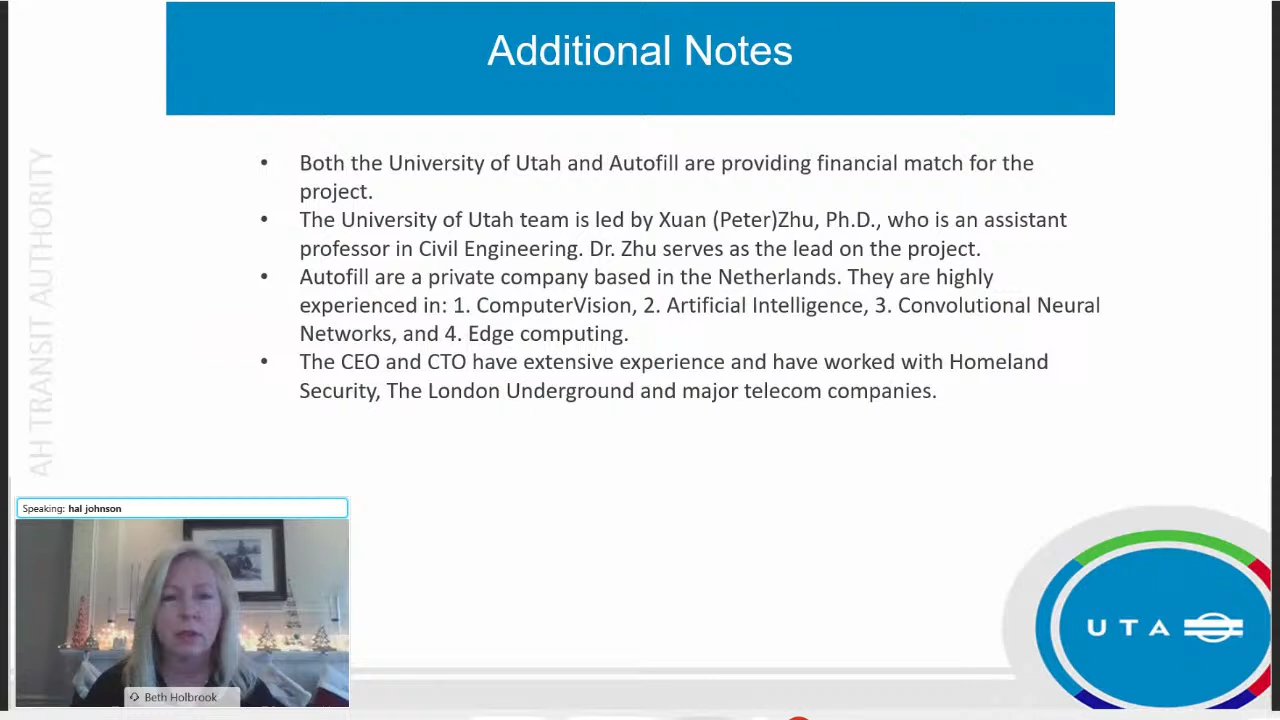 Additional Notes
• Both the University of Utah and Autofill are providing financial match for the
project.
• The University of Utah team is led by Xuan (Peter)Zhu, Ph.D., who is an assistant
professor in Civil Engineering. Dr. Zhu serves as the lead on the project.
• Autofill are a private company based in the Netherlands. They are highly
experienced in: 1. ComputerVision, 2. Artificial Intelligence, 3. Convolutional Neural
Networks, and 4. Edge computing.
• The CEO and CTO have extensive experience and have worked with Homeland
Security, The London Underground and major telecom companies.
AH TRANSIT AUTHORITY
Speaking: hal johnson
Beth Holbrook
UTA